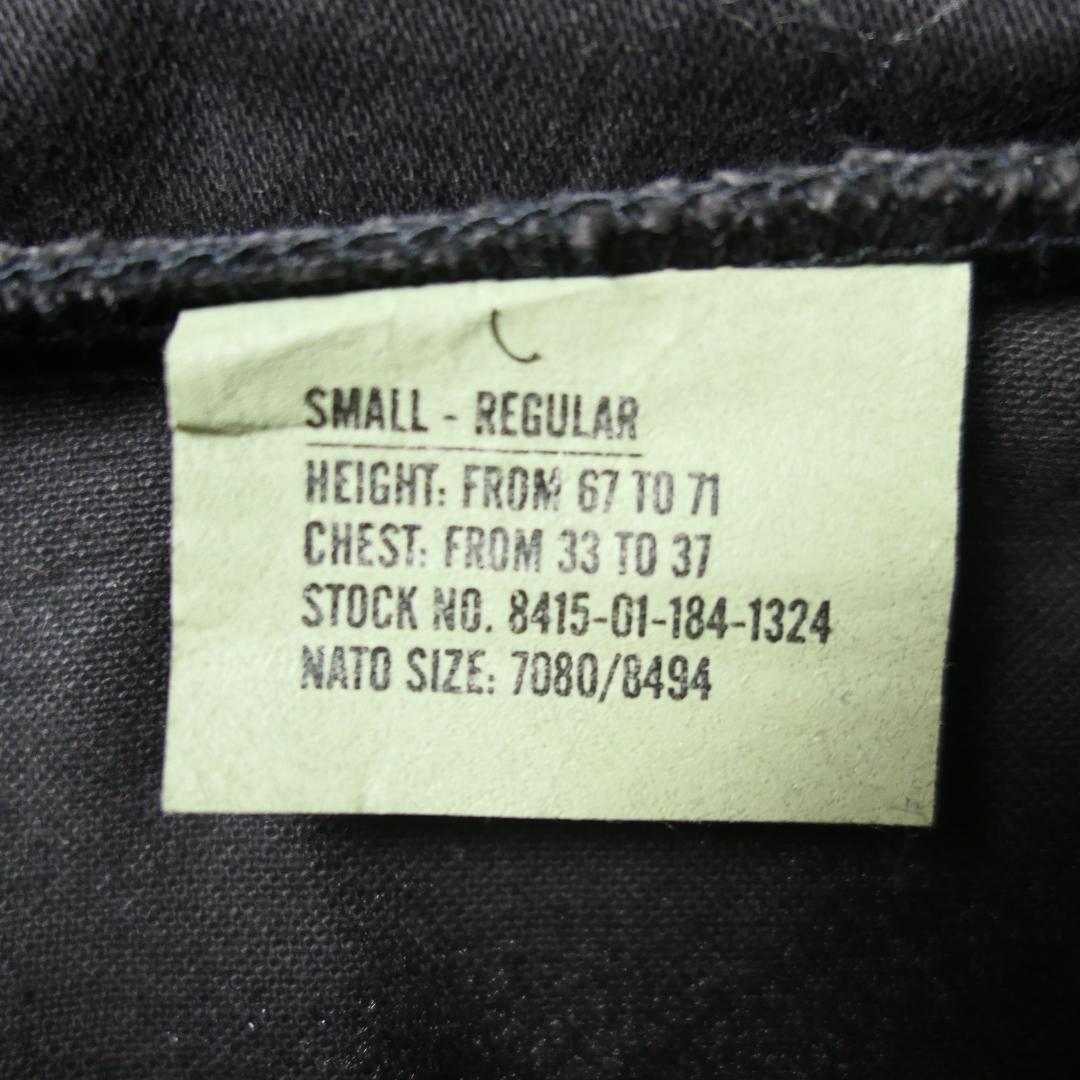 SMALL - REGULAR
HEIGHT: FROM 67 TO 71
CHEST: FROM 33 TO 37
STOCK NO. 8415-01-184-1324
NATO SIZE: 7080/8494